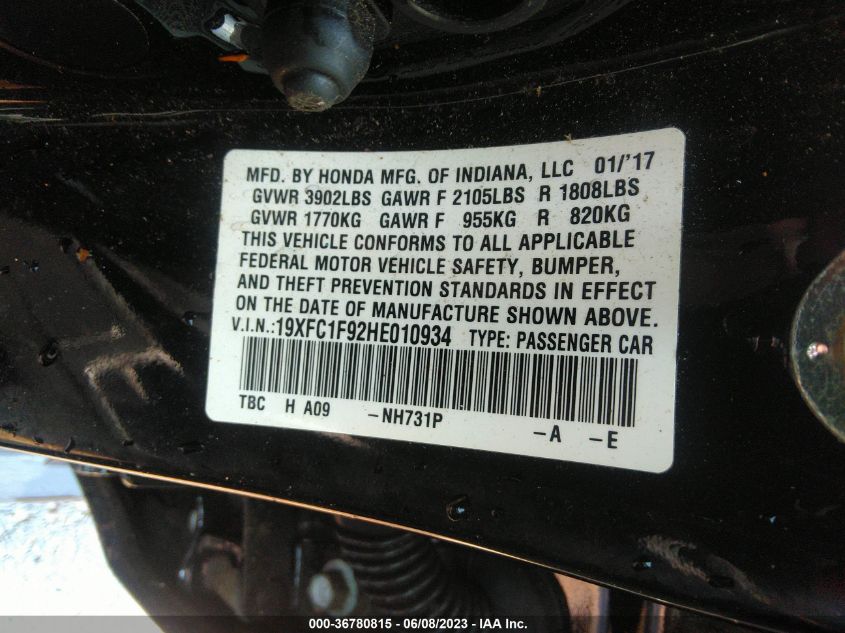 MFD. BY HONDA MFG. OF INDIANA, LLC 01/'17
GVWR 3902LBS GAWR F 2105LBS R 1808LBS
GVWR 1770KG GAWR F 955KG R 820KG
THIS VEHICLE CONFORMS TO ALL APPLICABLE
FEDERAL MOTOR VEHICLE SAFETY, BUMPER,
AND THEFT PREVENTION STANDARDS IN EFFECT
ON THE DATE OF MANUFACTURE SHOWN ABOVE.
V.I.N.:19XFC1F92HE010934 TYPE: PASSENGER CAR
TBC H A09 -NH731P -A -E
000-36780815 - 06/08/2023 - IAA Inc.